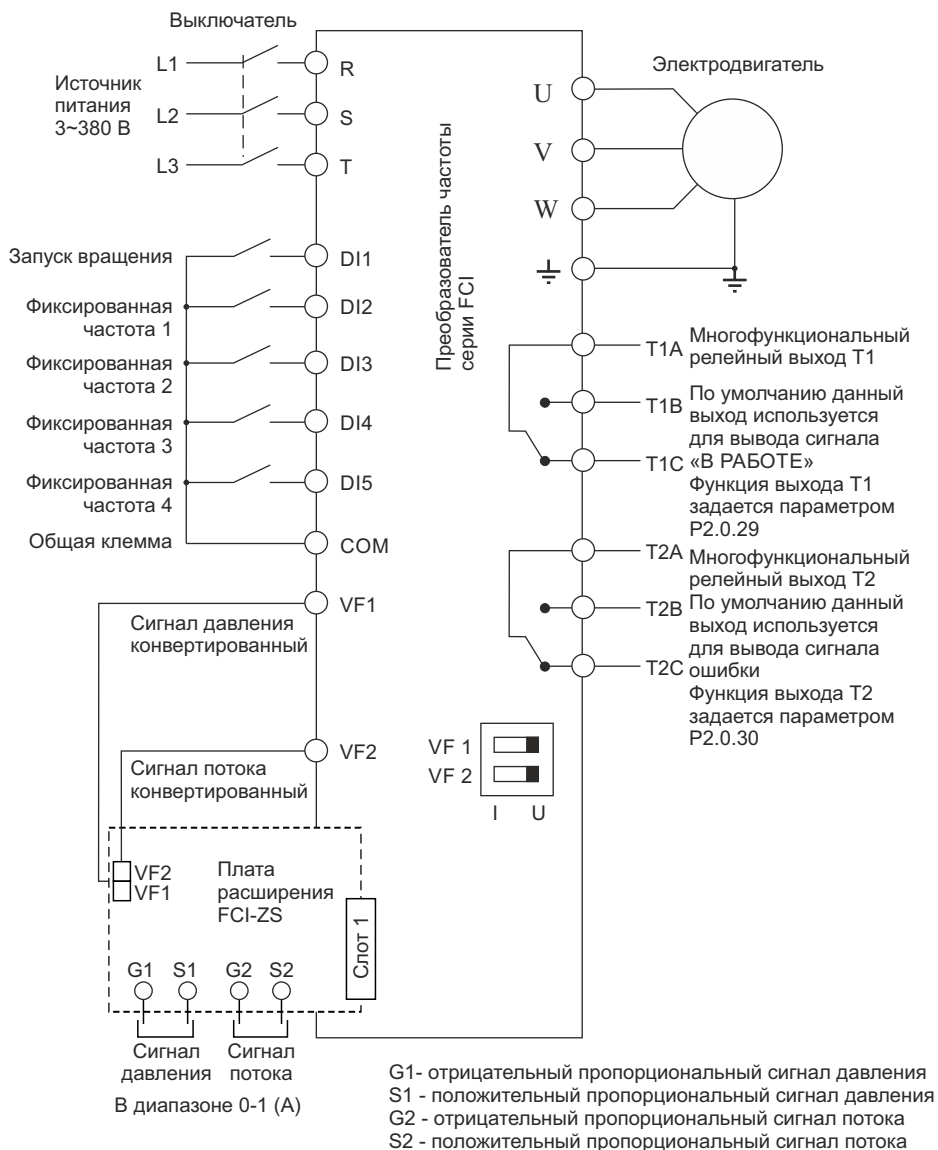 Выключатель
L1
R
Источник
питания
3~380 В
L2
S
L3
T
Преобразователь частоты
серии FCI
Электродвигатель
U
V
W
Запуск вращения
DI1
Фиксированная
частота 1
DI2
Фиксированная
частота 2
DI3
Фиксированная
частота 3
DI4
Фиксированная
частота 4
DI5
Общая клемма
COM
T1A
Многофункциональный
релейный выход T1
T1B
По умолчанию данный
выход используется
для вывода сигнала
T1C
«В РАБОТЕ»
Функция выхода T1
задается параметром
P2.0.29
T2A
Многофункциональный
релейный выход T2
T2B
По умолчанию данный
выход используется
для вывода сигнала
T2C
ошибки
Функция выхода T2
задается параметром
P2.0.30
VF1
Сигнал давления
конвертированный
VF2
Сигнал потока
конвертированный
VF 1
VF 2
I U
VF2
VF1
Плата
расширения
FCI-ZS
Слот 1
G1 S1 G2 S2
Сигнал
давления
Сигнал
потока
В диапазоне 0-1 (А)
G1- отрицательный пропорциональный сигнал давления
S1 - положительный пропорциональный сигнал давления
G2 - отрицательный пропорциональный сигнал потока
S2 - положительный пропорциональный сигнал потока